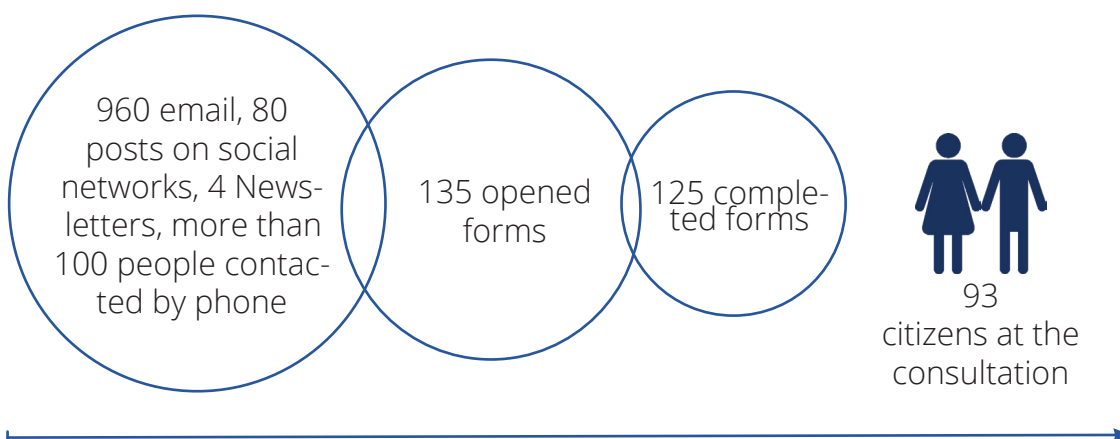 960 email, 80
posts on social
networks, 4 News-
letters, more than
100 people contac-
ted by phone
135 opened
forms
125 comple-
ted forms
93
citizens at the
consultation